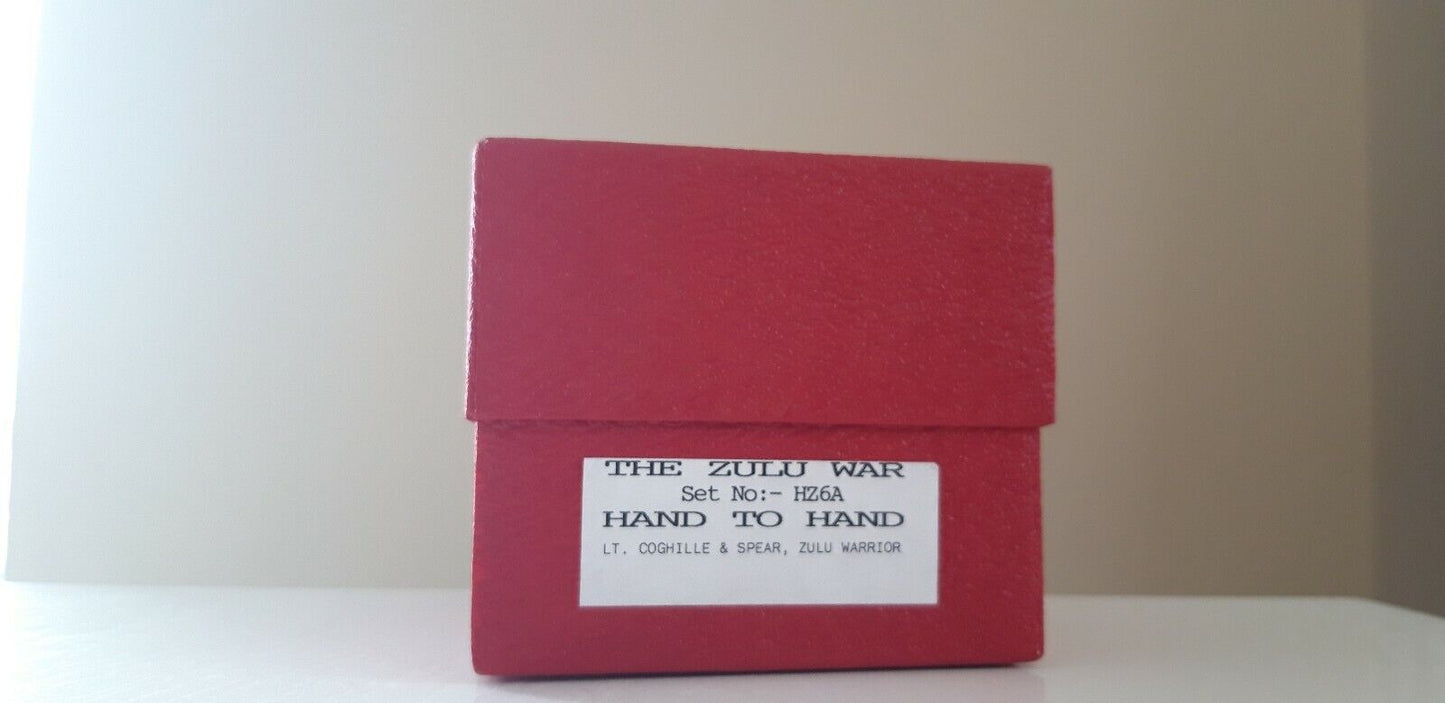 THE ZULU WAR
Set No:- HZ6A
HAND TO HAND
LT. COGHILLE & SPEAR, ZULU WARRIOR